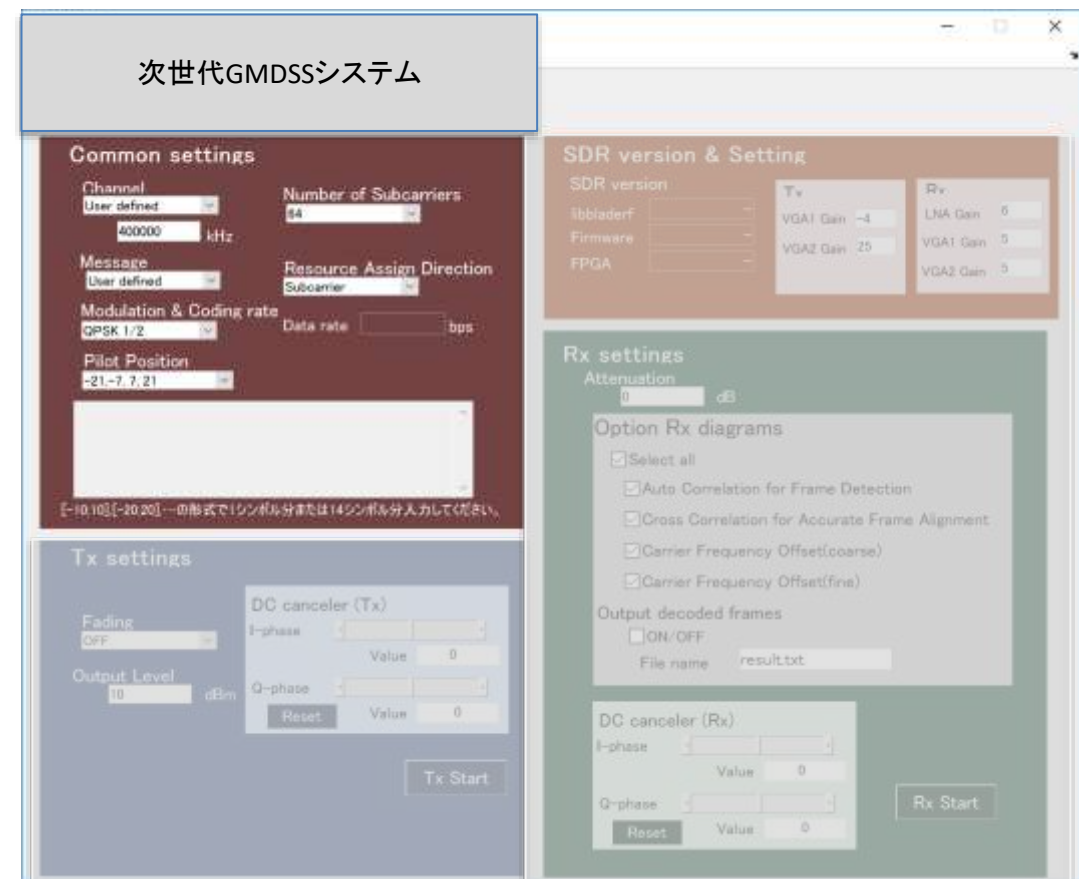 次世代GMDSSシステム
Common settings
Channel
User defined
400000 kHz
Number of Subcarriers
64
Message
User defined
Resource Assign Direction
Subcarrier
Modulation & Coding rate
QPSK 1/2
Data rate bps
Pilot Position
-21,-7, 7, 21
[-10,10],[-20,20]…の形式で1シンボル分または14シンボル分入力してください。
Tx settings
Fading
OFF
Output Level
10 dBm
DC canceler (Tx)
I-phase
Value 0
Q-phase
Reset Value 0
Tx Start
SDR version & Setting
SDR version
libbladerf -
Firmware -
FPGA -
Tx
VGA1 Gain -4
VGA2 Gain 25
Rx
LNA Gain 6
VGA1 Gain 5
VGA2 Gain 5
Rx settings
Attenuation
0 dB
Option Rx diagrams
Select all
Auto Correlation for Frame Detection
Cross Correlation for Accurate Frame Alignment
Carrier Frequency Offset(coarse)
Carrier Frequency Offset(fine)
Output decoded frames
ON/OFF
File name result.txt
DC canceler (Rx)
I-phase
Value 0
Q-phase
Reset Value 0
Rx Start